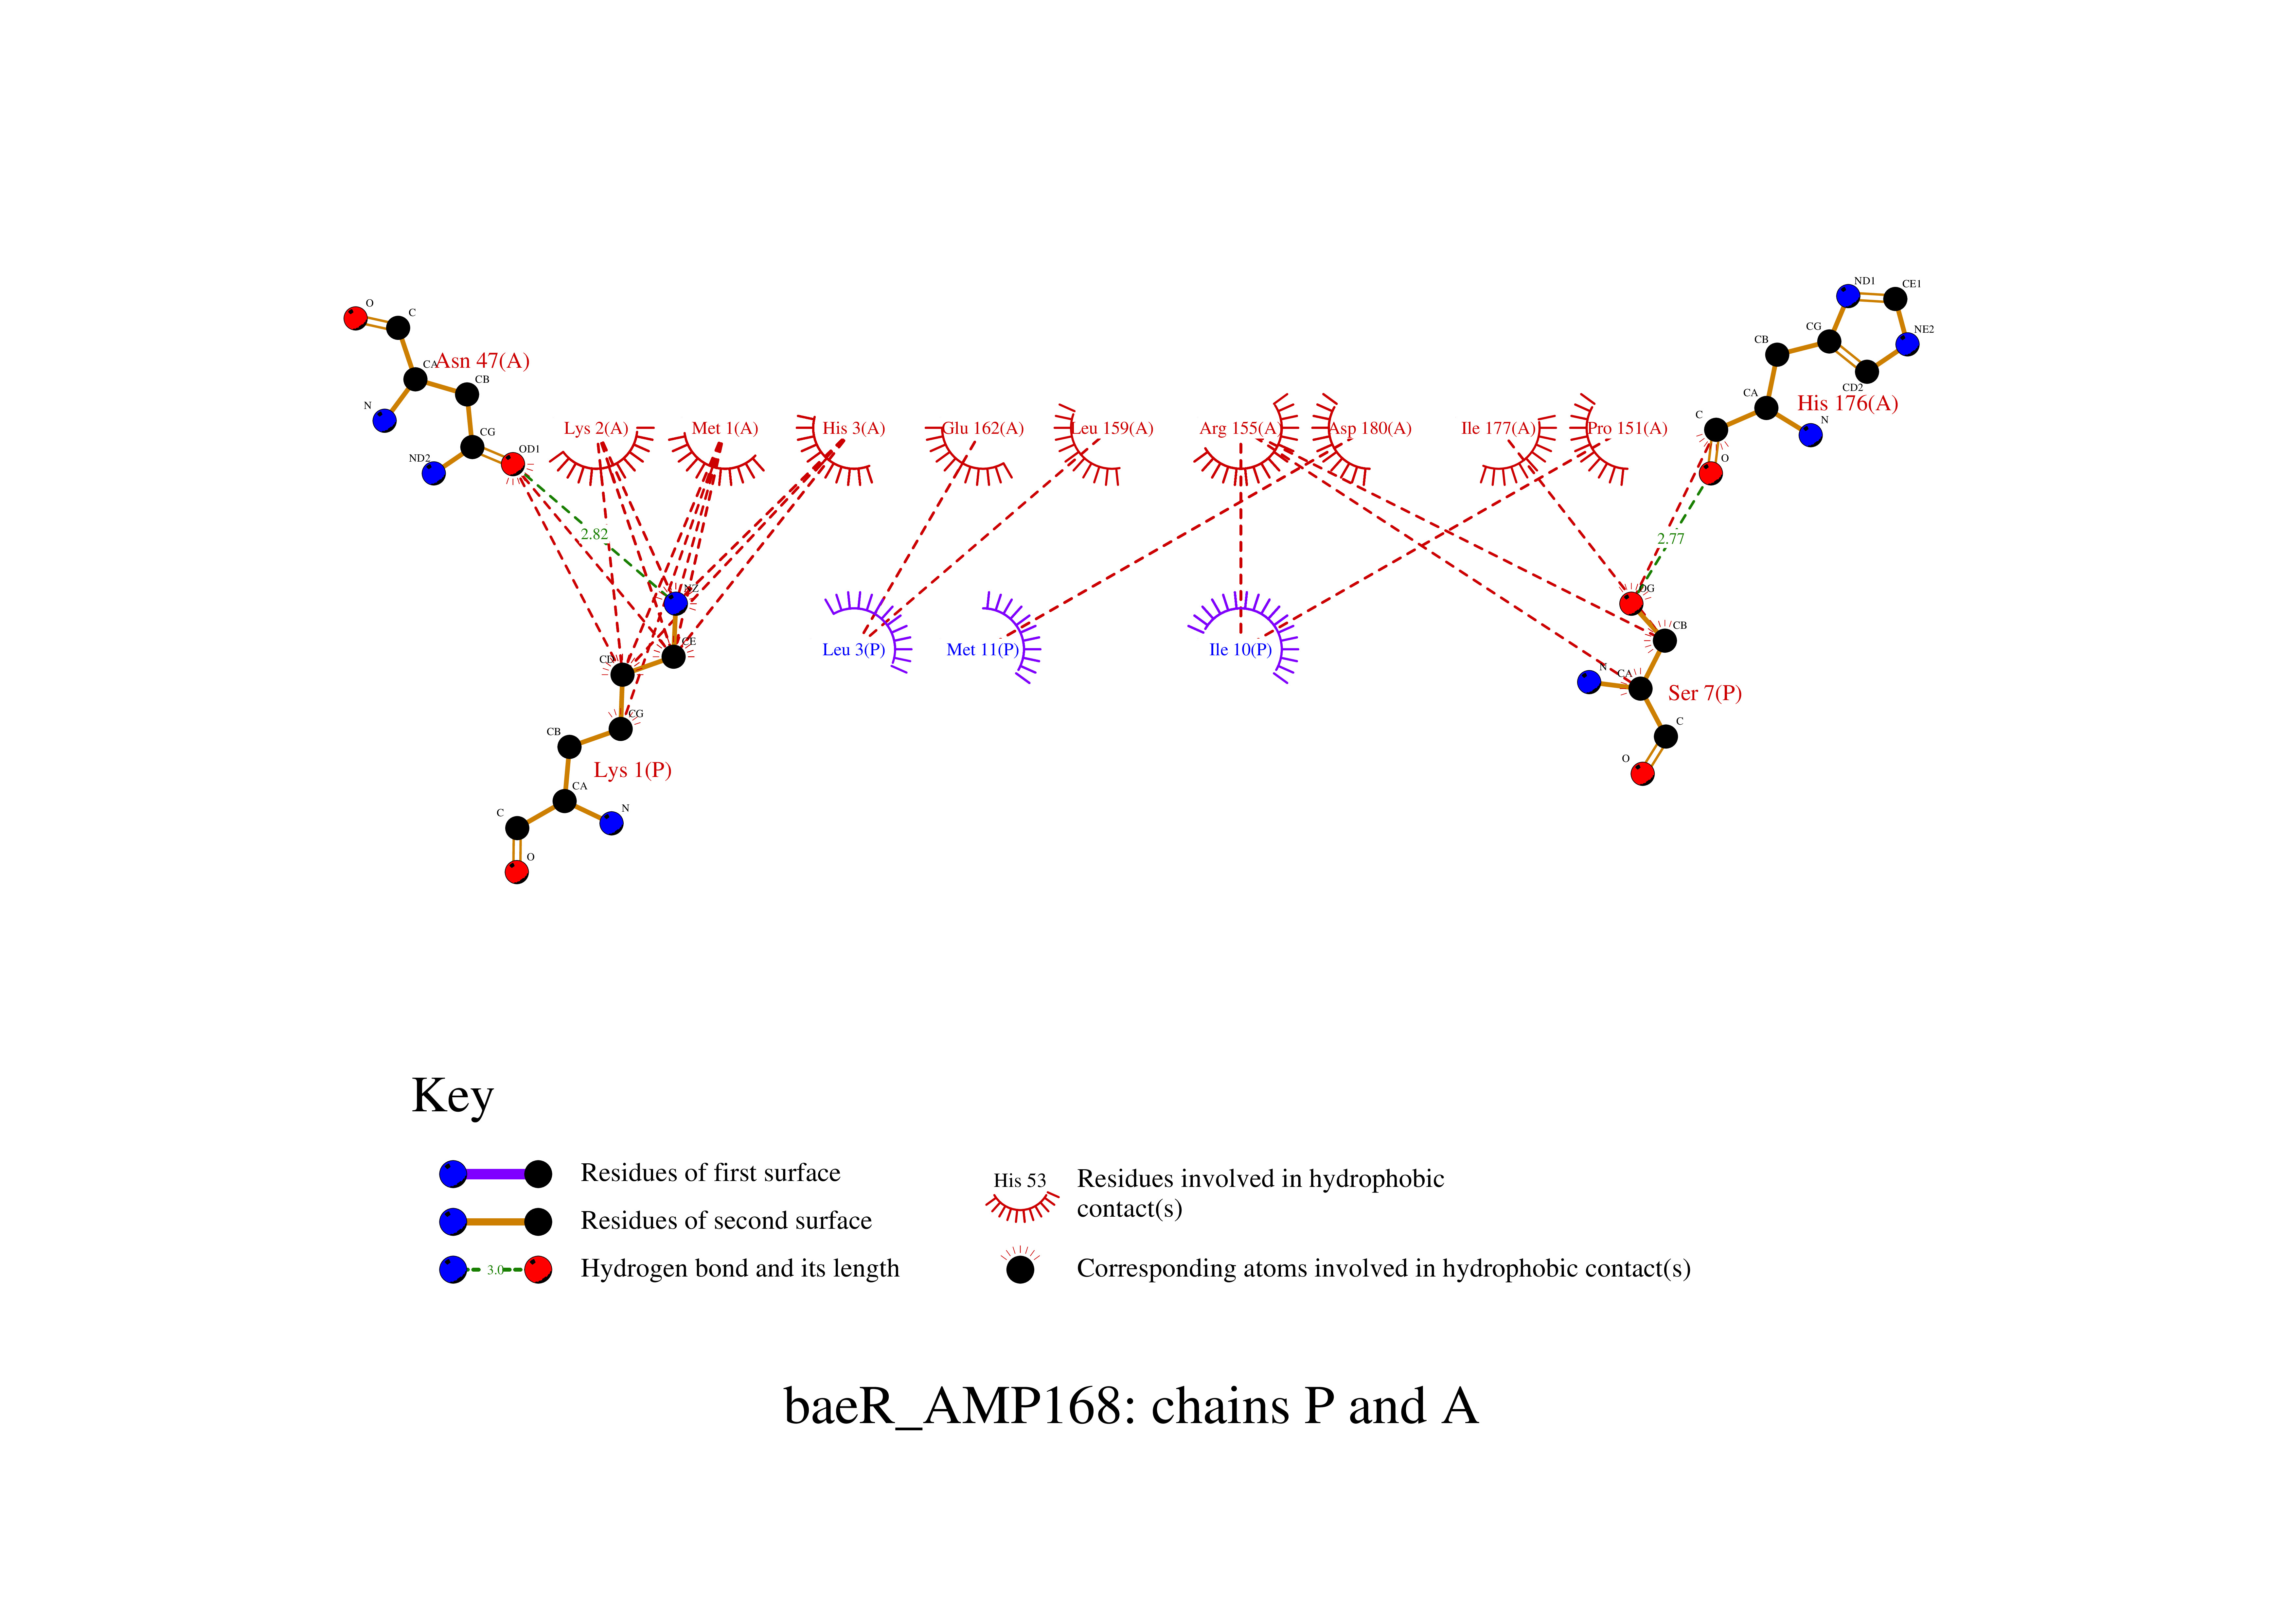 O
C
CA
Asn 47(A)
CB
N
CG
OD1
ND2
ND1
CE1
CG
NE2
CB
CD2
CA
His 176(A)
C
N
O
Lys 2(A)
Met 1(A)
His 3(A)
Glu 162(A)
Leu 159(A)
Arg 155(A)
Asp 180(A)
Ile 177(A)
Pro 151(A)
2.82
2.77
NZ
CE
CD
CG
CB
Lys 1(P)
CA
N
C
O
Leu 3(P)
Met 11(P)
Ile 10(P)
OG
CB
N
CA
Ser 7(P)
C
O
Key
Residues of first surface
Residues of second surface
3.0
Hydrogen bond and its length
His 53
Residues involved in hydrophobic
contact(s)
Corresponding atoms involved in hydrophobic contact(s)
baeR_AMP168: chains P and A